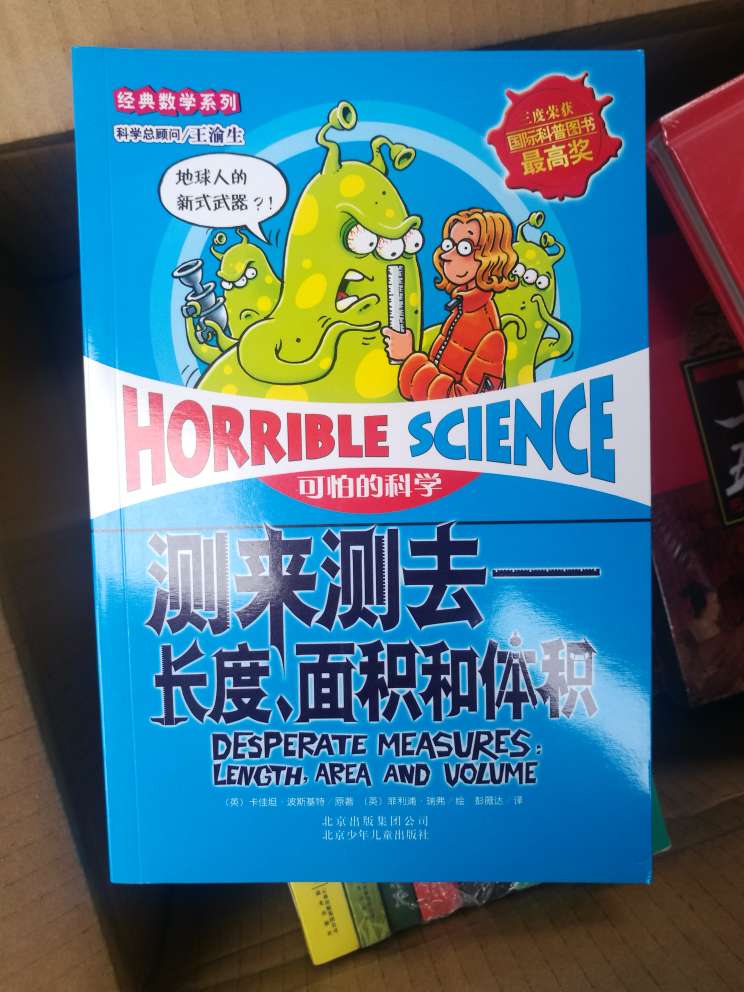 经典数学系列
科学总顾问/王渝生
三度荣获
国际科普图书
最高奖
地球人的
新式武器?!
HORRIBLE SCIENCE
可怕的科学
测来测去——
长度、面积和体积
DESPERATE MEASURES:
LENGTH, AREA AND VOLUME
(英) 卡佳坦·波斯基特/原著 (英) 菲利浦·瑞弗/绘 彭薇达/译
北京出版集团公司
北京少年儿童出版社